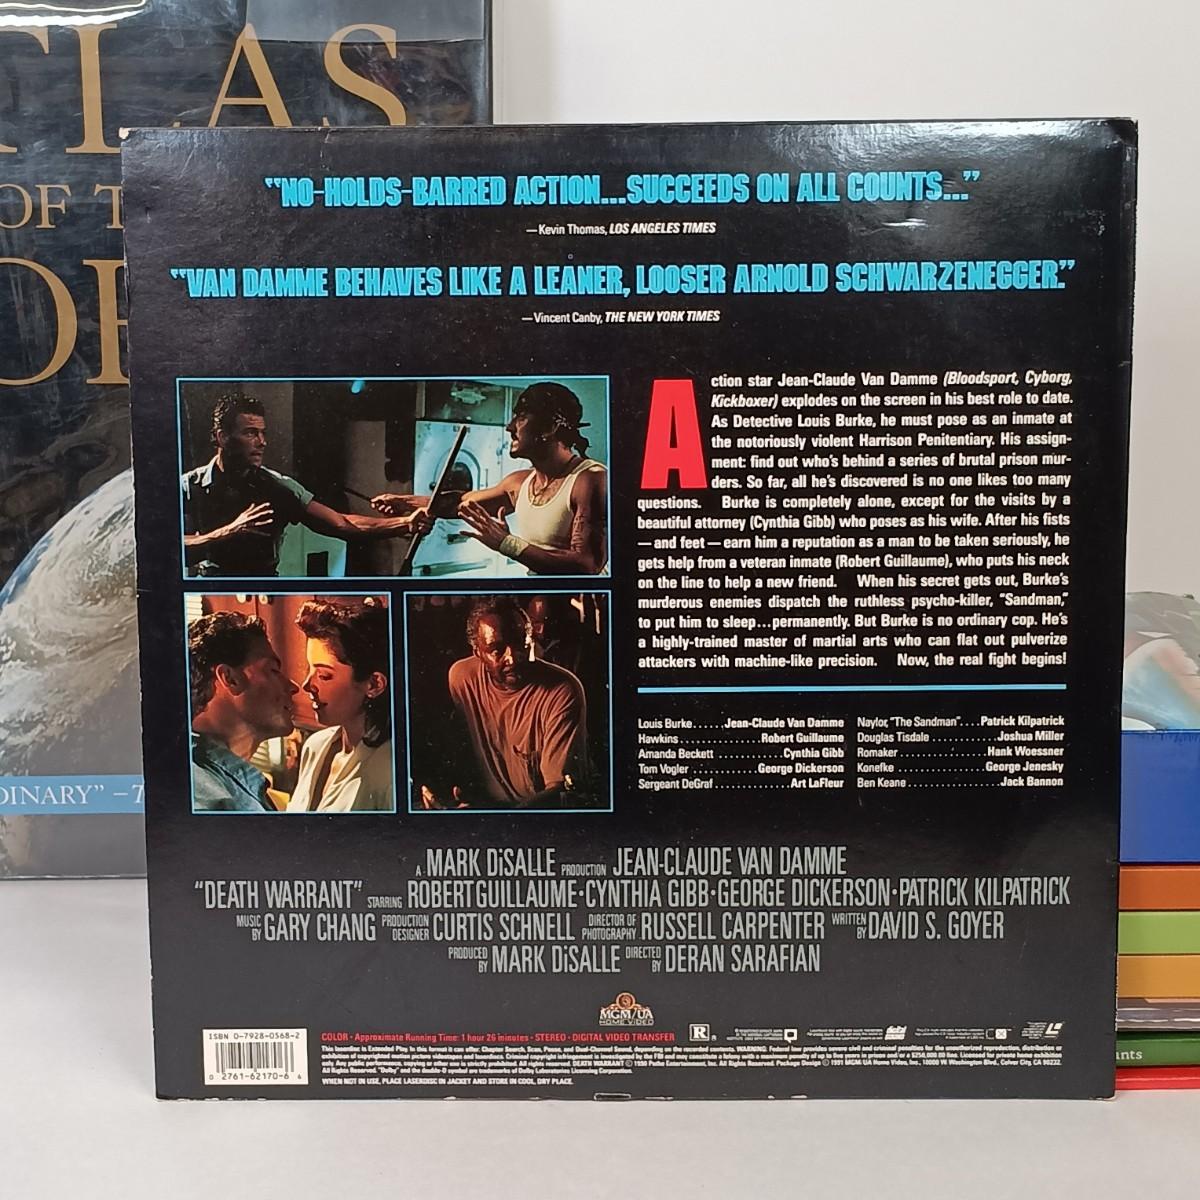 TLAS
OF T
DINARY" –T
"NO-HOLDS-BARRED ACTION...SUCCEEDS ON ALL COUNTS..."
—Kevin Thomas, LOS ANGELES TIMES
"VAN DAMME BEHAVES LIKE A LEANER, LOOSER ARNOLD SCHWARZENEGGER."
—Vincent Canby, THE NEW YORK TIMES
Action star Jean-Claude Van Damme (Bloodsport, Cyborg,
Kickboxer) explodes on the screen in his best role to date.
As Detective Louis Burke, he must pose as an inmate at
the notoriously violent Harrison Penitentiary. His assign-
ment: find out who's behind a series of brutal prison mur-
ders. So far, all he's discovered is no one likes too many
questions. Burke is completely alone, except for the visits by a
beautiful attorney (Cynthia Gibb) who poses as his wife. After his fists
—and feet—earn him a reputation as a man to be taken seriously, he
gets help from a veteran inmate (Robert Guillaume), who puts his neck
on the line to help a new friend. When his secret gets out, Burke's
murderous enemies dispatch the ruthless psycho-killer, "Sandman,"
to put him to sleep...permanently. But Burke is no ordinary cop. He's
a highly-trained master of martial arts who can flat out pulverize
attackers with machine-like precision. Now, the real fight begins!
Louis Burke......Jean-Claude Van Damme
Hawkins..............Robert Guillaume
Amanda Beckett ............Cynthia Gibb
Tom Vogler ............George Dickerson
Sergeant DeGraf..............Art LaFleur
Naylor, "The Sandman"....Patrick Kilpatrick
Douglas Tisdale ............Joshua Miller
Romaker ................Hank Woessner
Konefke ................George Jenesky
Ben Keane................Jack Bannon
A MARK DiSALLE PRODUCTION JEAN-CLAUDE VAN DAMME
"DEATH WARRANT" STARRING ROBERT GUILLAUME·CYNTHIA GIBB·GEORGE DICKERSON·PATRICK KILPATRICK
MUSIC BY GARY CHANG PRODUCTION DESIGNER CURTIS SCHNELL DIRECTOR OF PHOTOGRAPHY RUSSELL CARPENTER WRITTEN BY DAVID S. GOYER
PRODUCED BY MARK DiSALLE DIRECTED BY DERAN SARAFIAN
MGM/UA
HOME VIDEO
ISBN 0-7928-0568-2
0 2761-62170-6 4
COLOR · Approximate Running Time: 1 hour 26 minutes · STEREO · DIGITAL VIDEO TRANSFER
R
WHEN NOT IN USE, PLACE LASERDISC IN JACKET AND STORE IN COOL, DRY PLACE.
nts